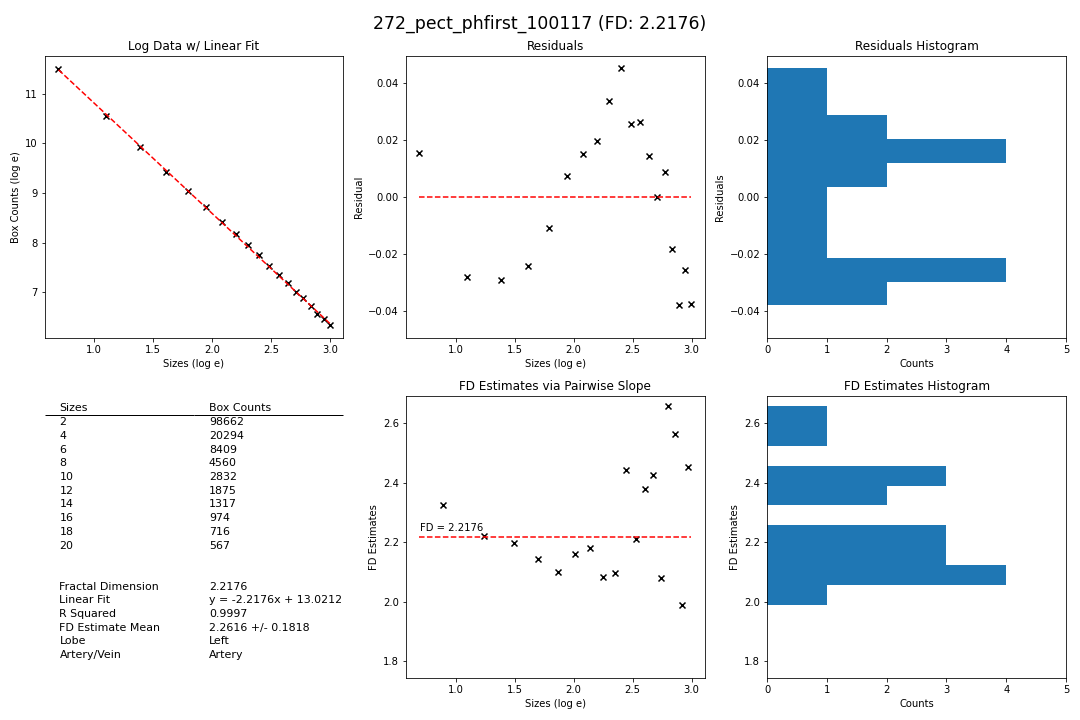 272_pect_phfirst_100117 (FD: 2.2176)
Log Data w/ Linear Fit
Box Counts (log e)
11
10
9
8
7
1.0 1.5 2.0 2.5 3.0
Sizes (log e)
Residuals
Residual
0.04
0.02
0.00
−0.02
−0.04
1.0 1.5 2.0 2.5 3.0
Sizes (log e)
Residuals Histogram
Residuals
0.04
0.02
0.00
−0.02
−0.04
0 1 2 3 4 5
Counts
Sizes Box Counts
2 98662
4 20294
6 8409
8 4560
10 2832
12 1875
14 1317
16 974
18 716
20 567
Fractal Dimension 2.2176
Linear Fit y = -2.2176x + 13.0212
R Squared 0.9997
FD Estimate Mean 2.2616 +/- 0.1818
Lobe Left
Artery/Vein Artery
FD Estimates via Pairwise Slope
FD Estimates
2.6
2.4
2.2
2.0
1.8
FD = 2.2176
1.0 1.5 2.0 2.5 3.0
Sizes (log e)
FD Estimates Histogram
FD Estimates
2.6
2.4
2.2
2.0
1.8
0 1 2 3 4 5
Counts